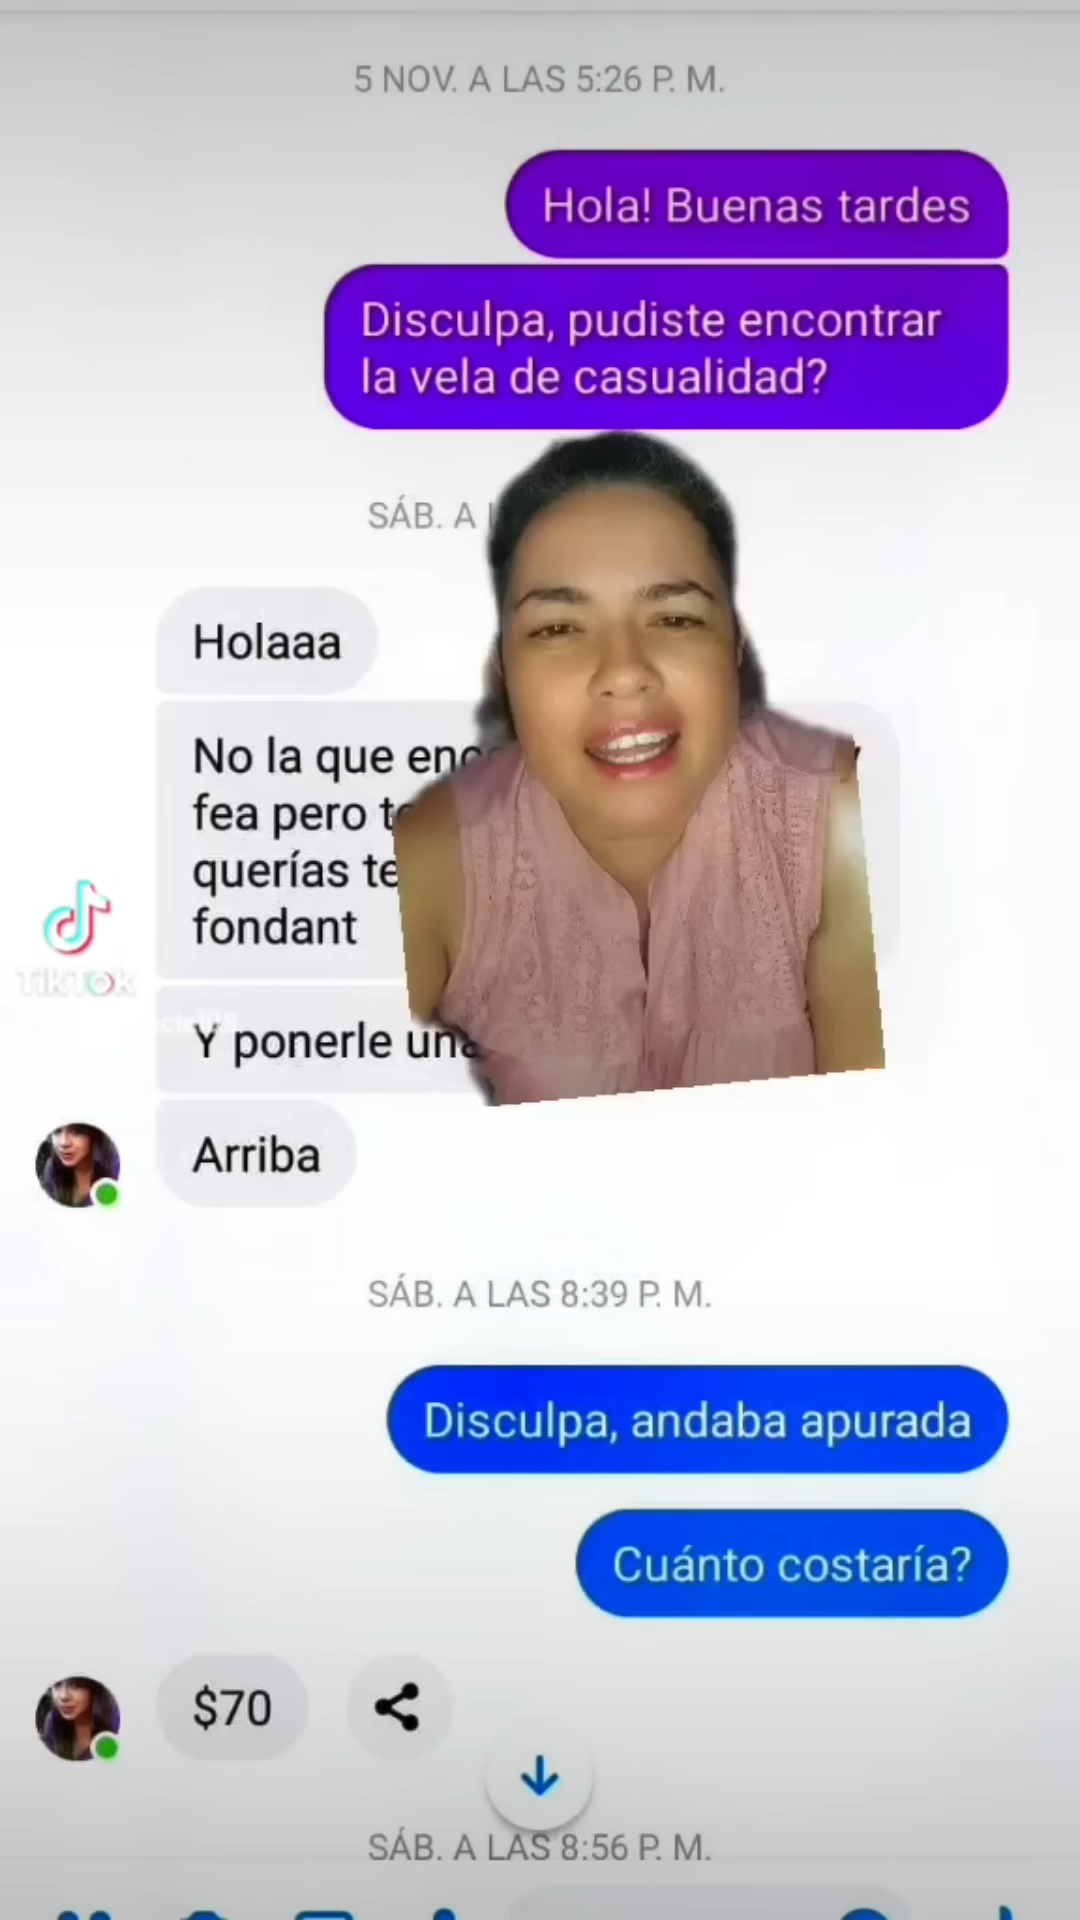 5 NOV. A LAS 5:26 P. M.
Hola! Buenas tardes
Disculpa, pudiste encontrar
la vela de casualidad?
SÁB. A
Holaaa
No la que
fea pero
querías
fondant
Y ponerle una
Arriba
TikTok
SÁB. A LAS 8:39 P. M.
Disculpa, andaba apurada
Cuánto costaría?
$70
SÁB. A LAS 8:56 P. M.